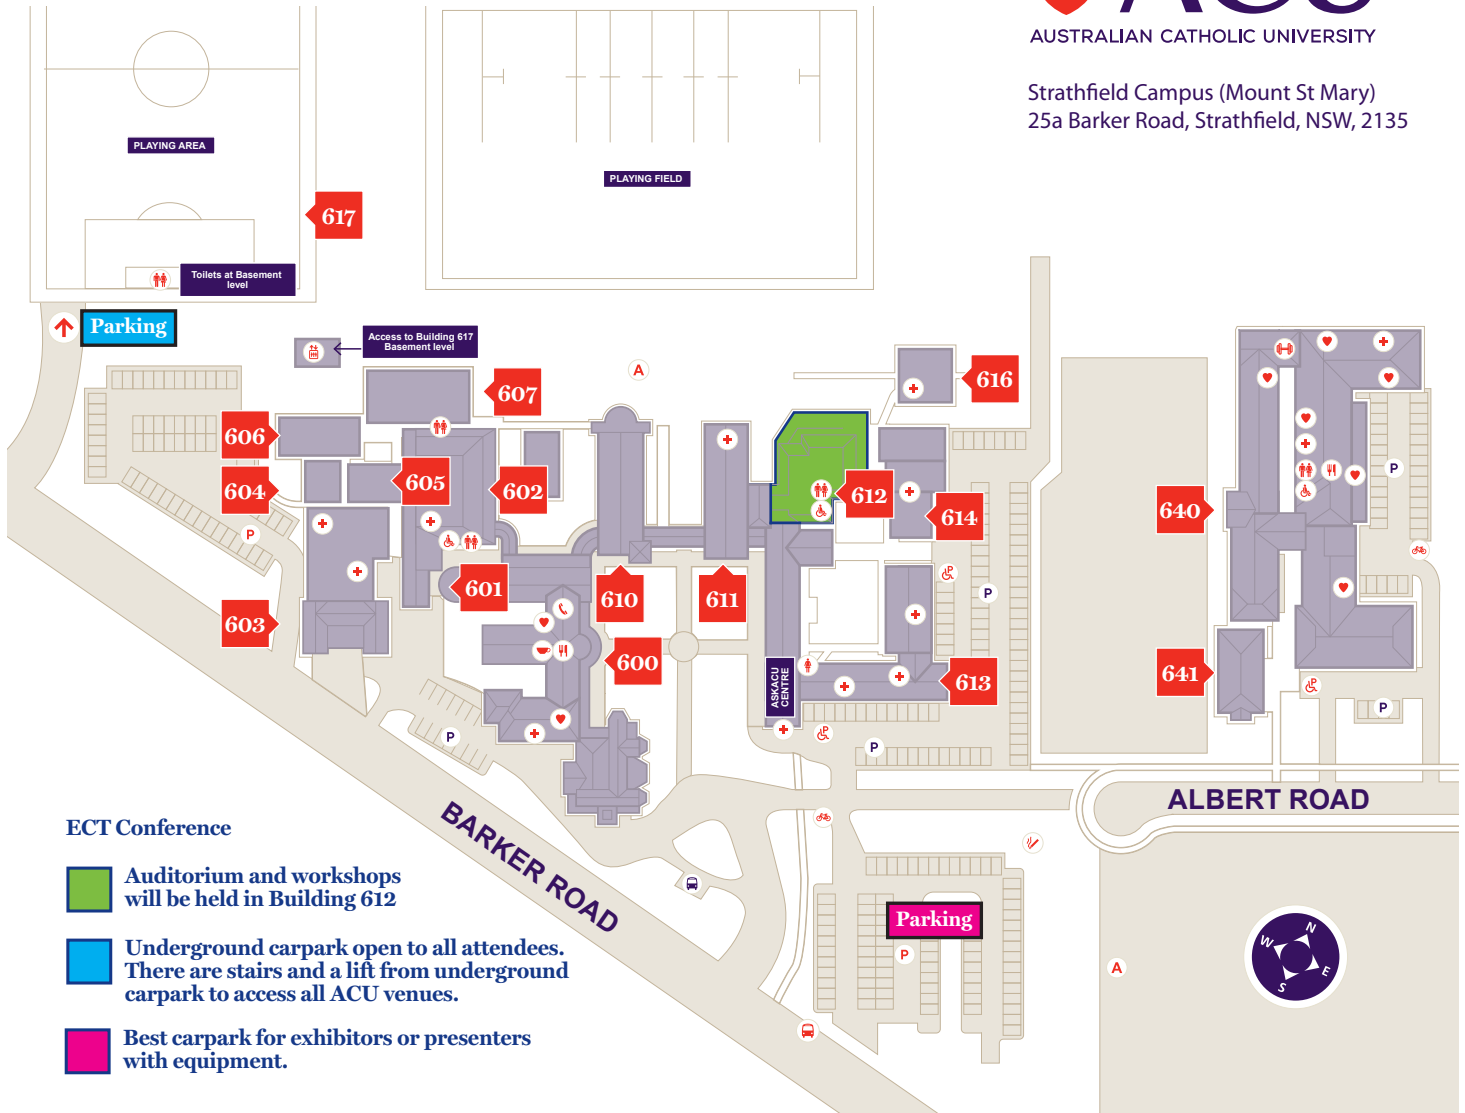 ACU
AUSTRALIAN CATHOLIC UNIVERSITY
Strathfield Campus (Mount St Mary)
25a Barker Road, Strathfield, NSW, 2135
PLAYING AREA
PLAYING FIELD
617
Toilets at Basement
level
Parking
Access to Building 617
Basement level
A
616
607
606
605
604
602
612
614
640
P
P
P
601
610
611
603
600
ASKACU
CENTRE
613
641
P
P
P
P
P
P
BARKER ROAD
ALBERT ROAD
ECT Conference
Auditorium and workshops
will be held in Building 612
Underground carpark open to all attendees.
There are stairs and a lift from underground
carpark to access all ACU venues.
Best carpark for exhibitors or presenters
with equipment.
Parking
P
A
N
W
E
S